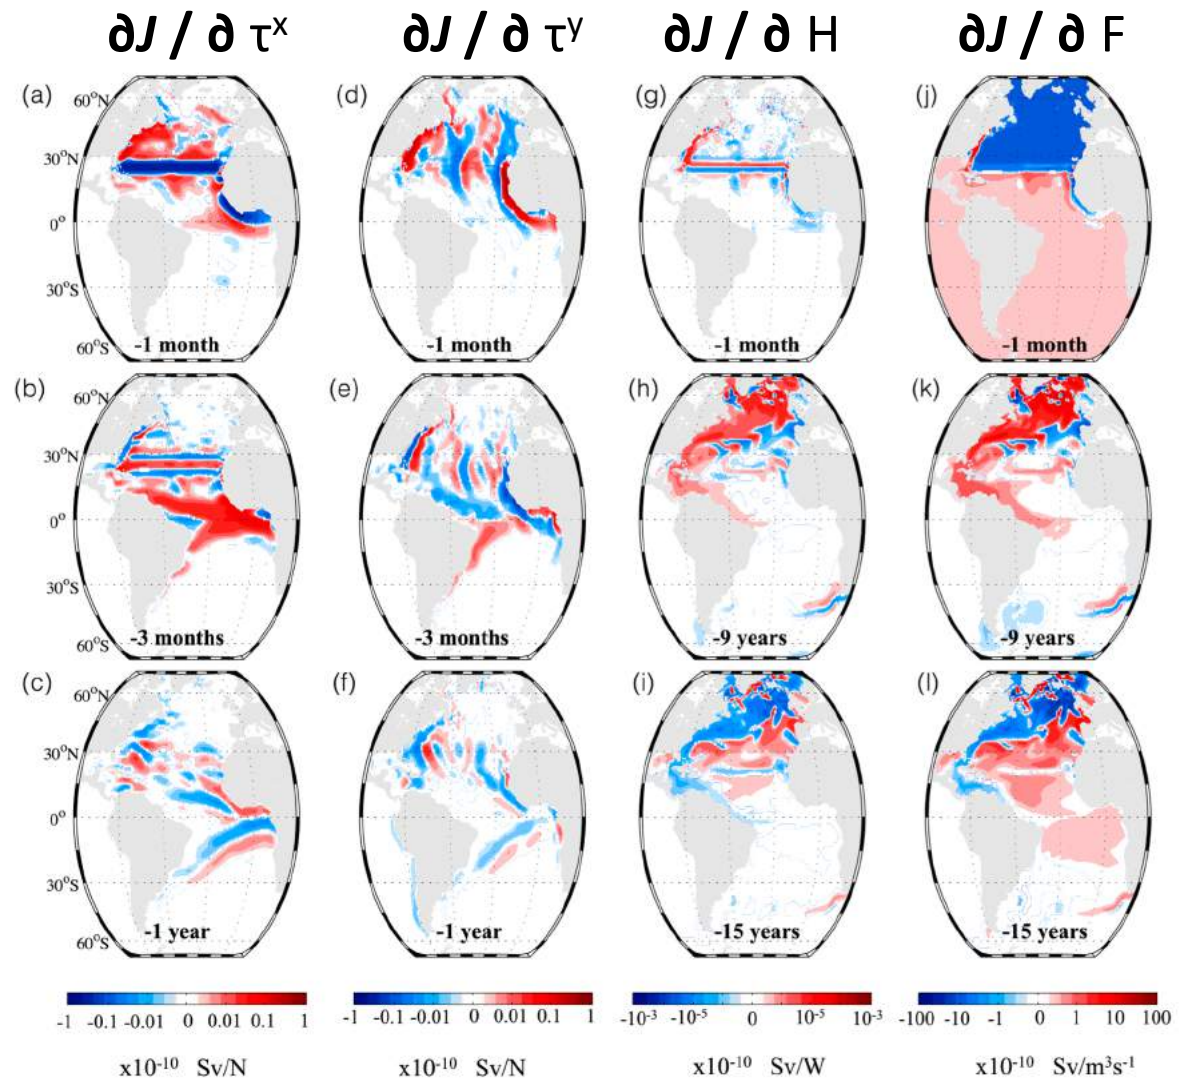 ∂J / ∂ τˣ
∂J / ∂ τʸ
∂J / ∂ H
∂J / ∂ F
(a)
60°N
30°N
0°
30°S
60°S
-1 month
(d)
-1 month
(g)
-1 month
(j)
-1 month
(b)
60°N
30°N
0°
30°S
60°S
-3 months
(e)
-3 months
(h)
-9 years
(k)
-9 years
(c)
60°N
30°N
0°
30°S
60°S
-1 year
(f)
-1 year
(i)
-15 years
(l)
-15 years
-1 -0.1 -0.01 0 0.01 0.1 1
x10⁻¹⁰ Sv/N
-1 -0.1 -0.01 0 0.01 0.1 1
x10⁻¹⁰ Sv/N
-10⁻³ -10⁻⁵ 0 10⁻⁵ 10⁻³
x10⁻¹⁰ Sv/W
-100 -10 -1 0 1 10 100
x10⁻¹⁰ Sv/m³s⁻¹